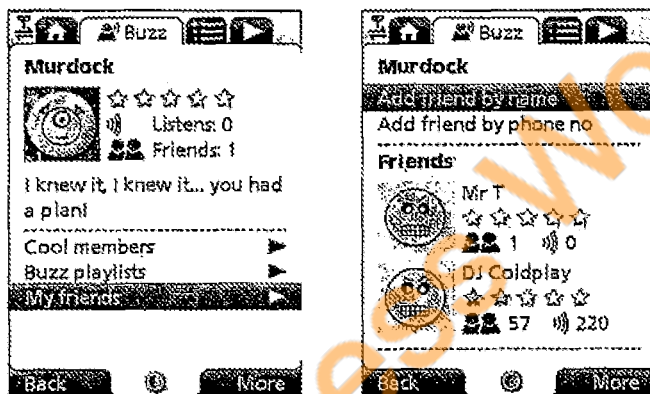 Buzz
Murdock
Listens: 0
Friends: 1
I knew it, I knew it... you had
a plan!
Cool members
Buzz playlists
My friends
Back
More
Buzz
Murdock
Add friend by name
Add friend by phone no
Friends
Mr T
1 0
DJ Coldplay
57 220
Back
More